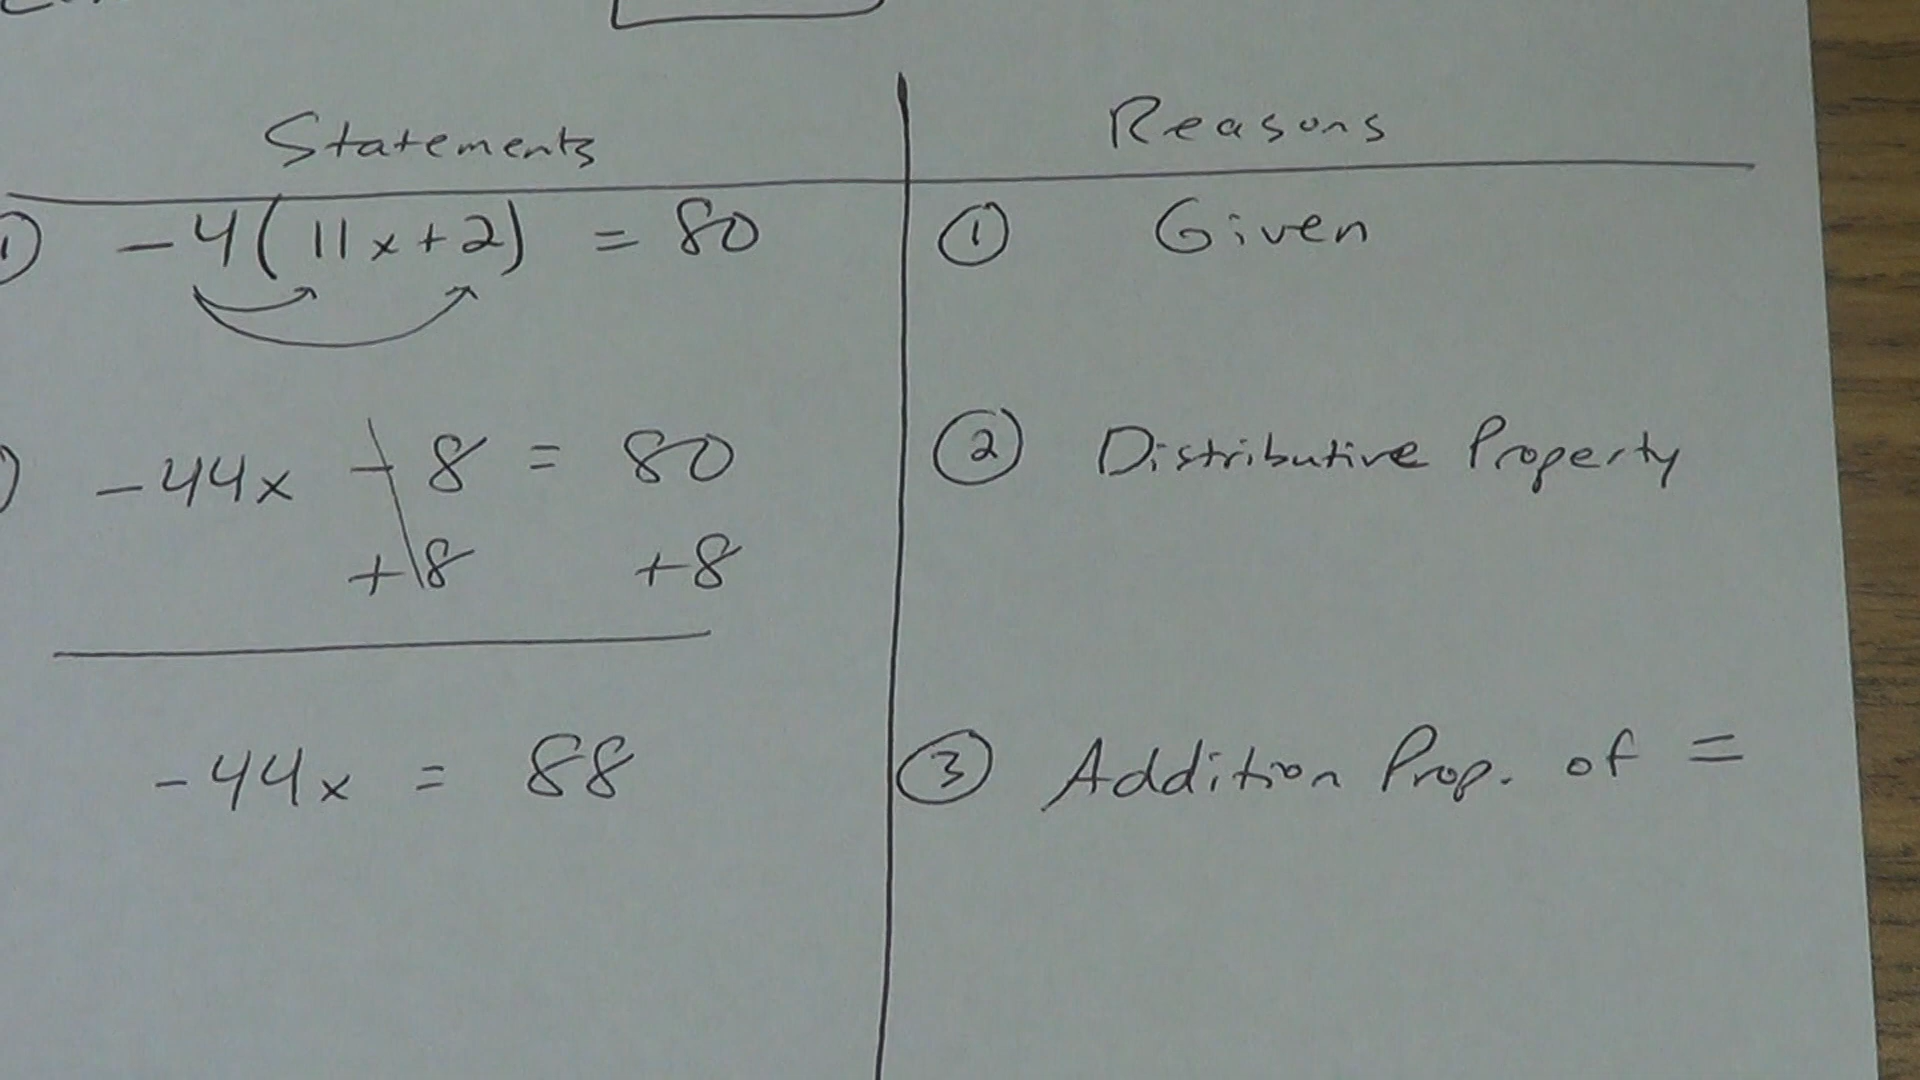 Statements Reasons
① -4(11x+2) = 80 ① Given
-44x - 8 = 80 ② Distributive Property
+8 +8
-44x = 88 ③ Addition Prop. of =